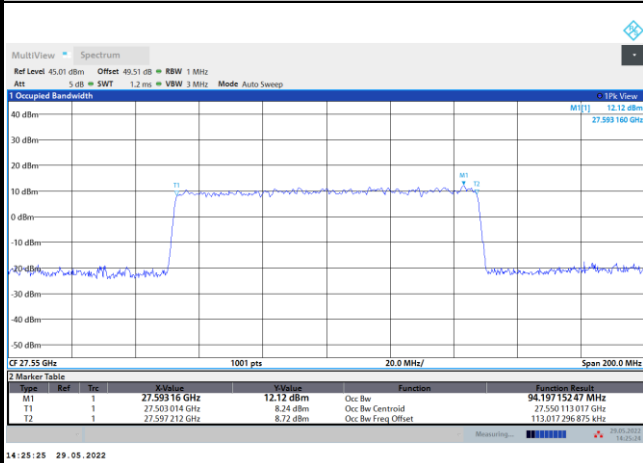 MultiView Spectrum
Ref Level 45.01 dBm Offset 49.51 dB RBW 1 MHz
Att 5 dB SWT 1.2 ms VBW 3 MHz Mode Auto Sweep
1 Occupied Bandwidth 1Pk View
M1[1] 12.12 dBm
27.593 160 GHz
40 dBm
30 dBm
20 dBm
M1
T1 T2
10 dBm
0 dBm
-10 dBm
-20 dBm
-30 dBm
-40 dBm
-50 dBm
CF 27.55 GHz 1001 pts 20.0 MHz/ Span 200.0 MHz
2 Marker Table
Type Ref Trc X-Value Y-Value Function Function Result
M1 1 27.593 16 GHz 12.12 dBm Occ Bw 94.197 152 47 MHz
T1 1 27.503 014 GHz 8.24 dBm Occ Bw Centroid 27.550 113 017 GHz
T2 1 27.597 212 GHz 8.72 dBm Occ Bw Freq Offset 113.017 296 875 kHz
Measuring... 29.05.2022
14:25:24
14:25:25 29.05.2022